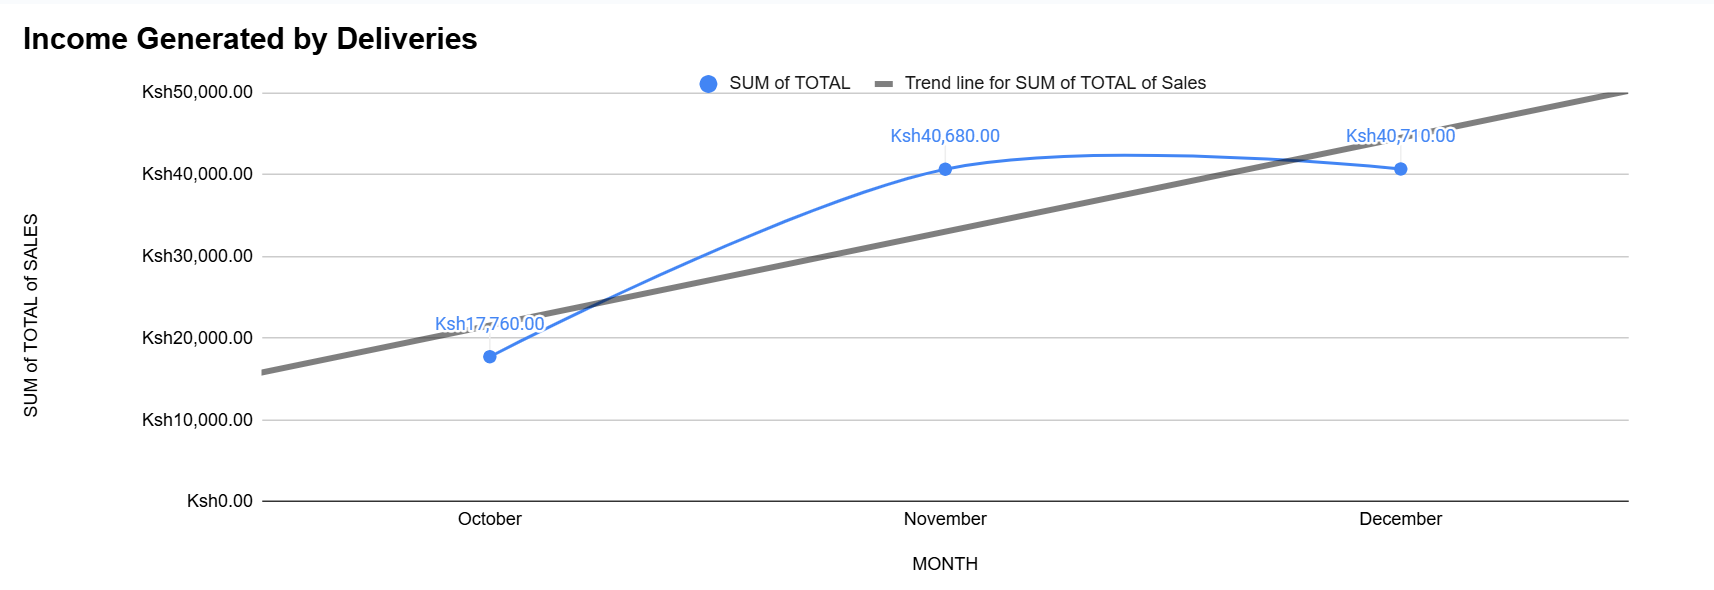 Income Generated by Deliveries
SUM of TOTAL
Trend line for SUM of TOTAL of Sales
SUM of TOTAL of SALES
Ksh50,000.00
Ksh40,000.00
Ksh30,000.00
Ksh20,000.00
Ksh10,000.00
Ksh0.00
Ksh17,760.00
Ksh40,680.00
Ksh40,710.00
October
November
December
MONTH